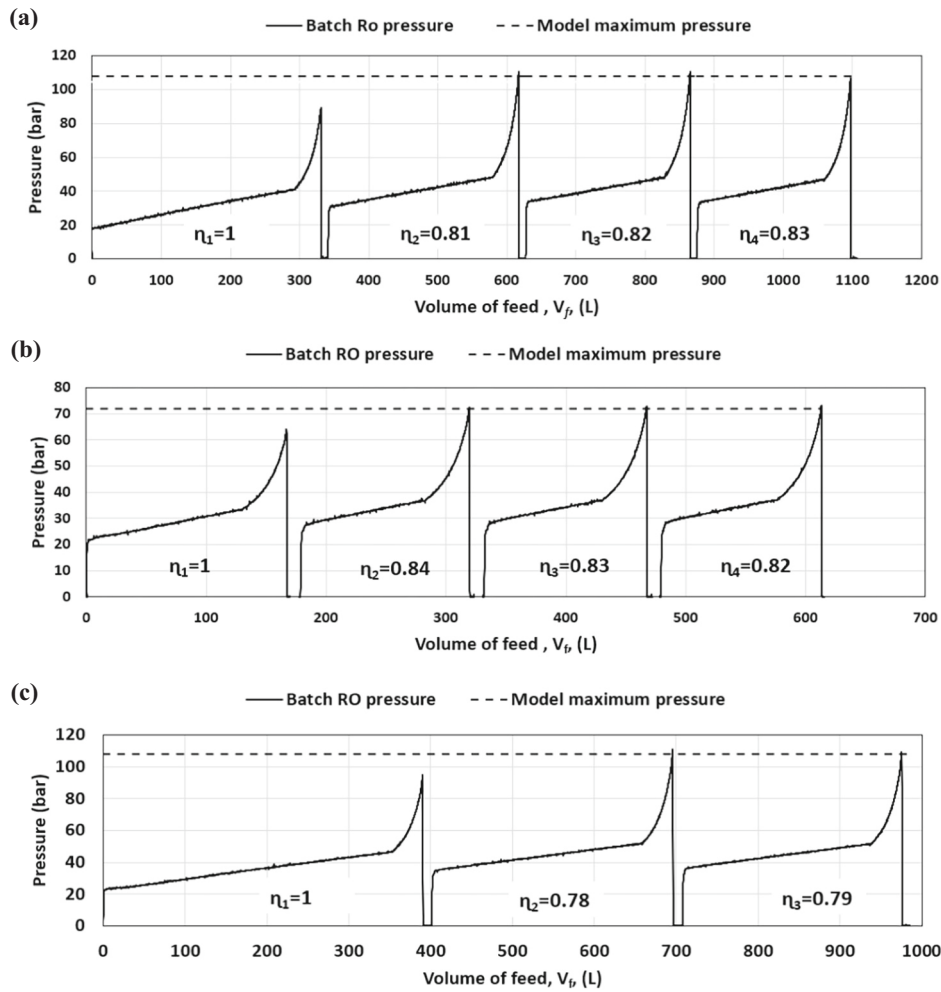 (a)
Batch Ro pressure Model maximum pressure
120
100
80
60
40
20
0
Pressure (bar)
η₁=1 η₂=0.81 η₃=0.82 η₄=0.83
0 100 200 300 400 500 600 700 800 900 1000 1100 1200
Volume of feed , Vf, (L)
(b)
Batch RO pressure Model maximum pressure
80
70
60
50
40
30
20
10
0
Pressure (bar)
η₁=1 η₂=0.84 η₃=0.83 η₄=0.82
0 100 200 300 400 500 600 700
Volume of feed , Vf, (L)
(c)
Batch RO pressure Model maximum pressure
120
100
80
60
40
20
0
Pressure (bar)
η₁=1 η₂=0.78 η₃=0.79
0 100 200 300 400 500 600 700 800 900 1000
Volume of feed, Vf, (L)